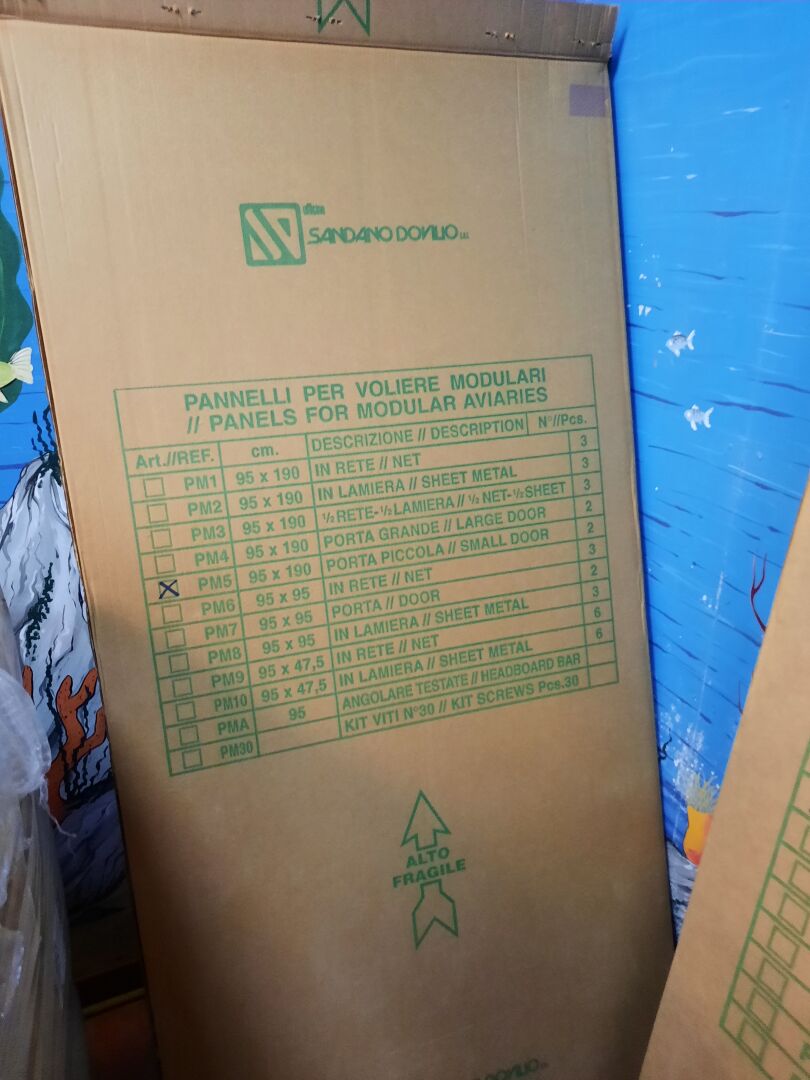 SANDANO DOVILIO
PANNELLI PER VOLIERE MODULARI
// PANELS FOR MODULAR AVIARIES
Art.//REF. cm. DESCRIZIONE // DESCRIPTION N°//Pcs.
PM1 95 x 190 IN RETE // NET 3
PM2 95 x 190 IN LAMIERA // SHEET METAL 3
PM3 95 x 190 ½ RETE-½ LAMIERA // ½ NET-½ SHEET 3
PM4 95 x 190 PORTA GRANDE // LARGE DOOR 2
PM5 95 x 190 PORTA PICCOLA // SMALL DOOR 2
PM6 95 x 95 IN RETE // NET 3
PM7 95 x 95 PORTA // DOOR 2
PM8 95 x 95 IN LAMIERA // SHEET METAL 3
PM9 95 x 47,5 IN RETE // NET 6
PM10 95 x 47,5 IN LAMIERA // SHEET METAL 6
PMA 95 ANGOLARE TESTATE // HEADBOARD BAR
PM30 KIT VITI N°30 // KIT SCREWS Pcs.30
ALTO
FRAGILE